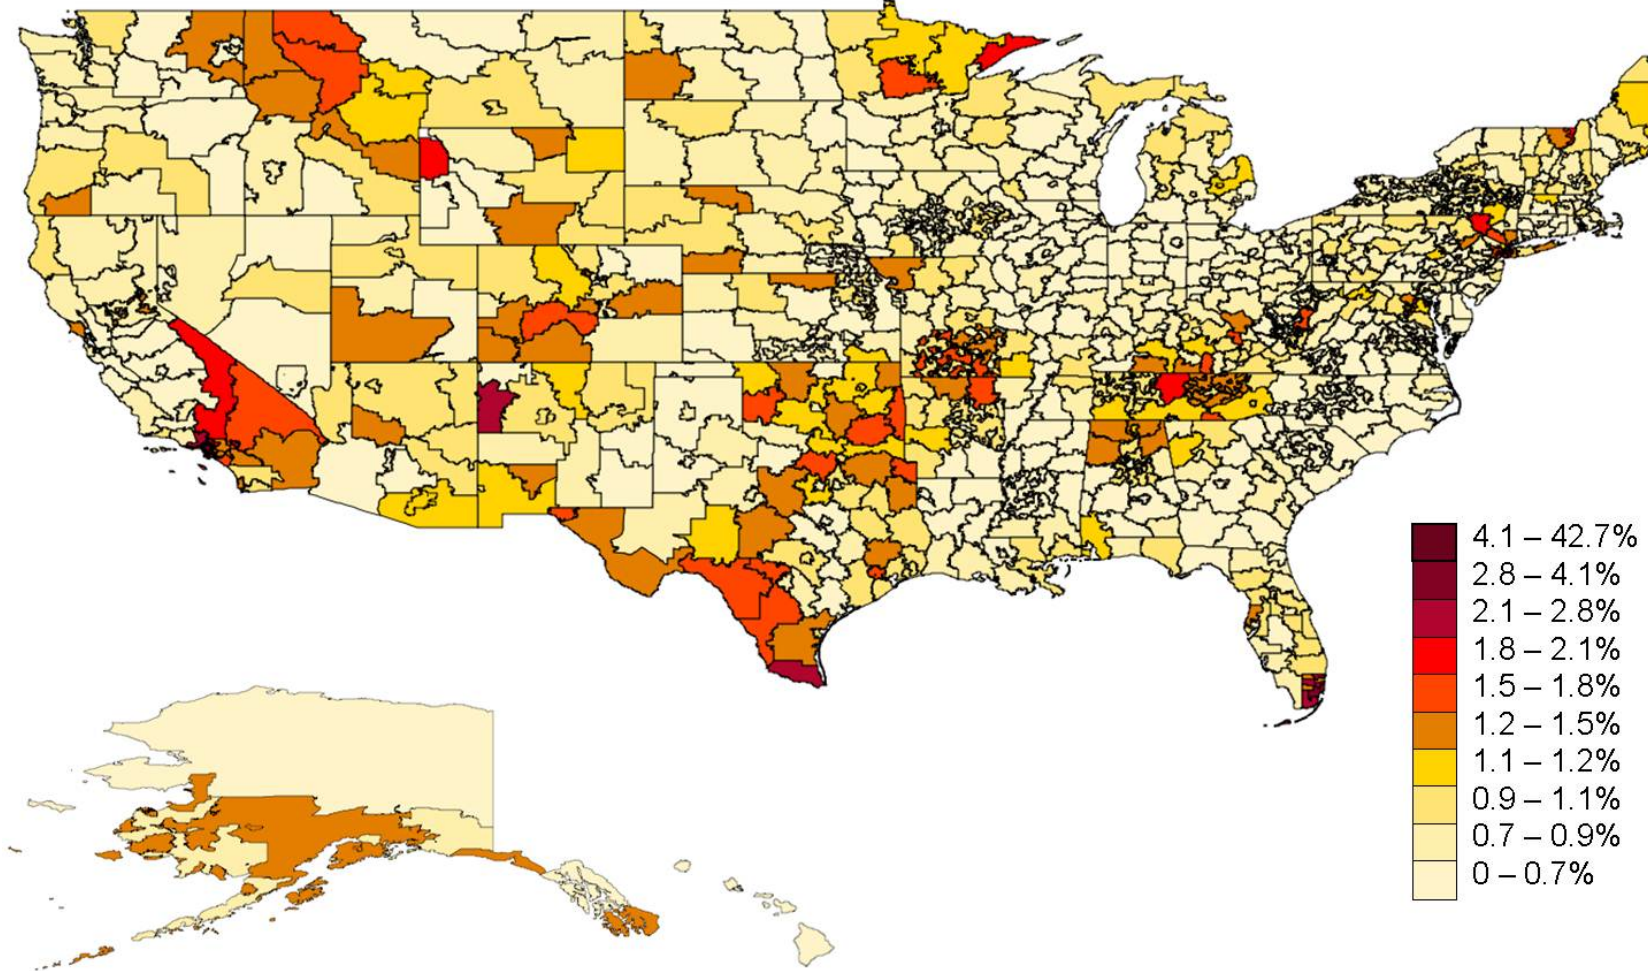 4.1 – 42.7%
2.8 – 4.1%
2.1 – 2.8%
1.8 – 2.1%
1.5 – 1.8%
1.2 – 1.5%
1.1 – 1.2%
0.9 – 1.1%
0.7 – 0.9%
0 – 0.7%